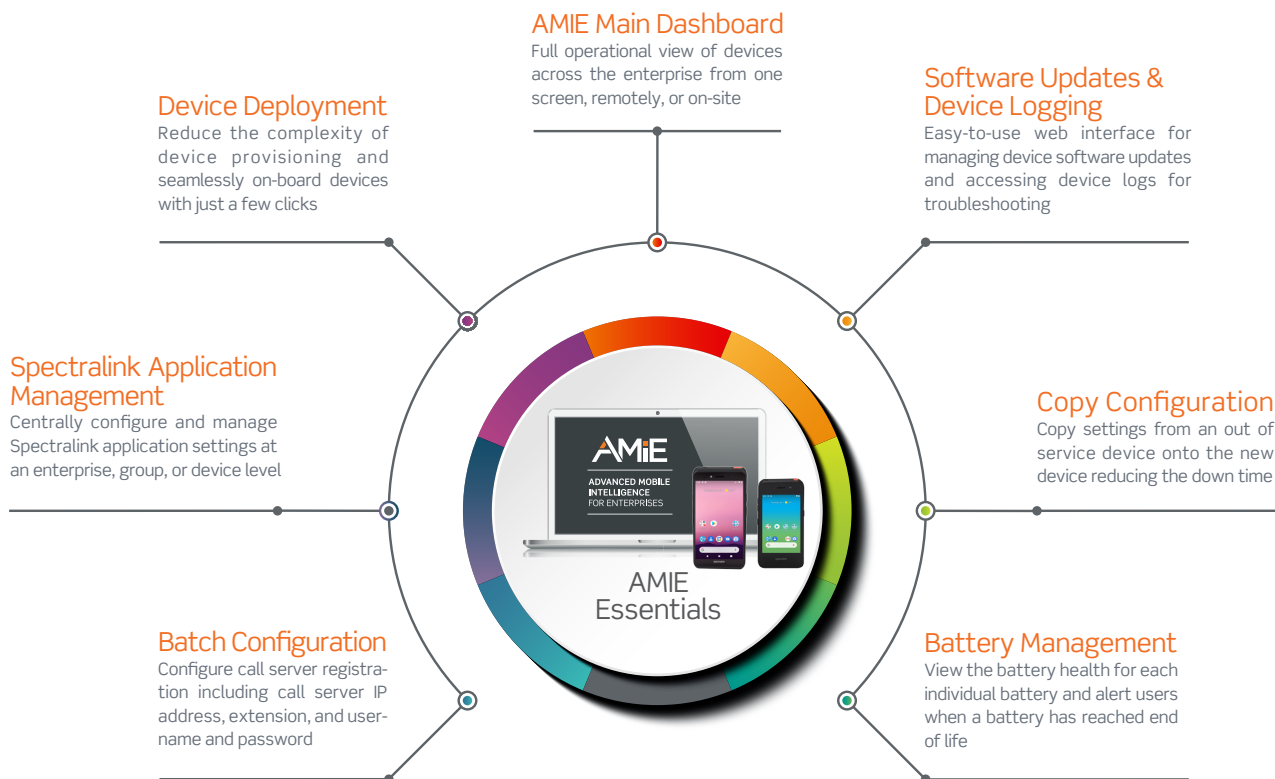 AMIE Main Dashboard
Full operational view of devices
across the enterprise from one
screen, remotely, or on-site
Device Deployment
Reduce the complexity of
device provisioning and
seamlessly on-board devices
with just a few clicks
Software Updates &
Device Logging
Easy-to-use web interface for
managing device software updates
and accessing device logs for
troubleshooting
Spectralink Application
Management
Centrally configure and manage
Spectralink application settings at
an enterprise, group, or device level
Copy Configuration
Copy settings from an out of
service device onto the new
device reducing the down time
AMiE
ADVANCED MOBILE
INTELLIGENCE
FOR ENTERPRISES
AMIE
Essentials
Batch Configuration
Configure call server registra-
tion including call server IP
address, extension, and user-
name and password
Battery Management
View the battery health for each
individual battery and alert users
when a battery has reached end
of life